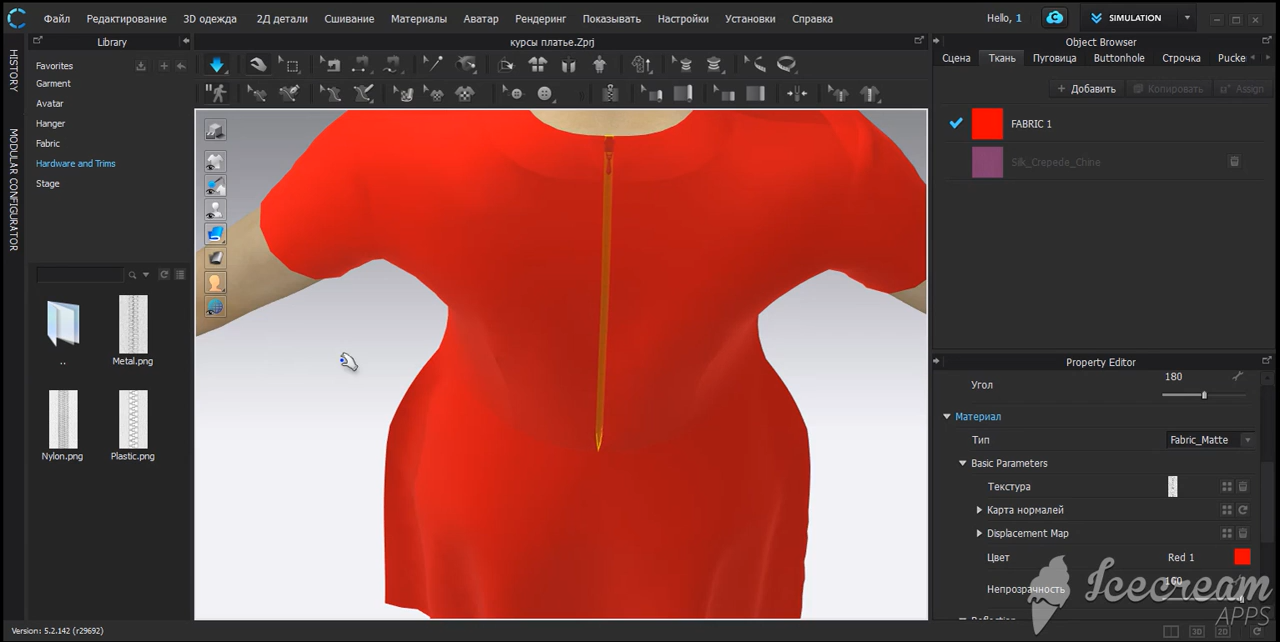 Файл Редактирование 3D одежда 2Д детали Сшивание Материалы Аватар Рендеринг Показывать Настройки Установки Справка Hello, 1 SIMULATION
HISTORY
MODULAR CONFIGURATOR
Library
Favorites
Garment
Avatar
Hanger
Fabric
Hardware and Trims
Stage
..
Metal.png
Nylon.png
Plastic.png
курсы платье.Zprj
Object Browser
Сцена Ткань Пуговица Buttonhole Строчка Pucke
+ Добавить Копировать Assign
FABRIC 1
Silk_Crepede_Chine
Property Editor
Угол 180
Материал
Тип Fabric_Matte
Basic Parameters
Текстура
Карта нормалей
Displacement Map
Цвет Red 1
Непрозрачность 100
Icecream
APPS
Version: 5.2.142 (r29692)
3D 2D